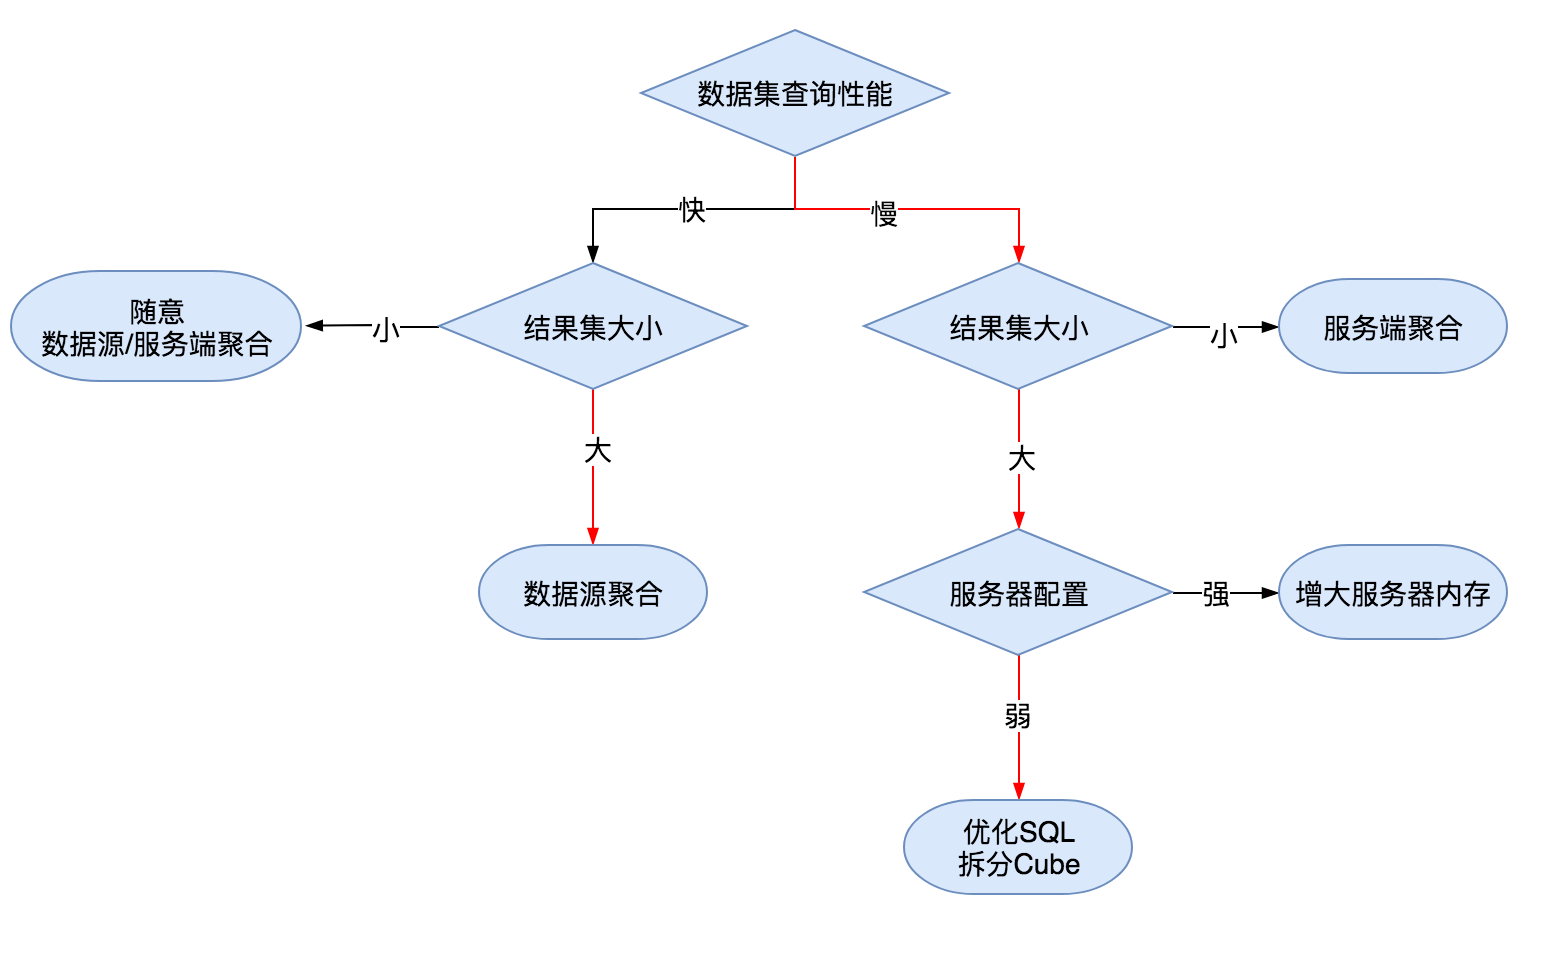 数据集查询性能
快
慢
随意
数据源/服务端聚合
小
结果集大小
结果集大小
小
服务端聚合
大
大
数据源聚合
服务器配置
强
增大服务器内存
弱
优化SQL
拆分Cube